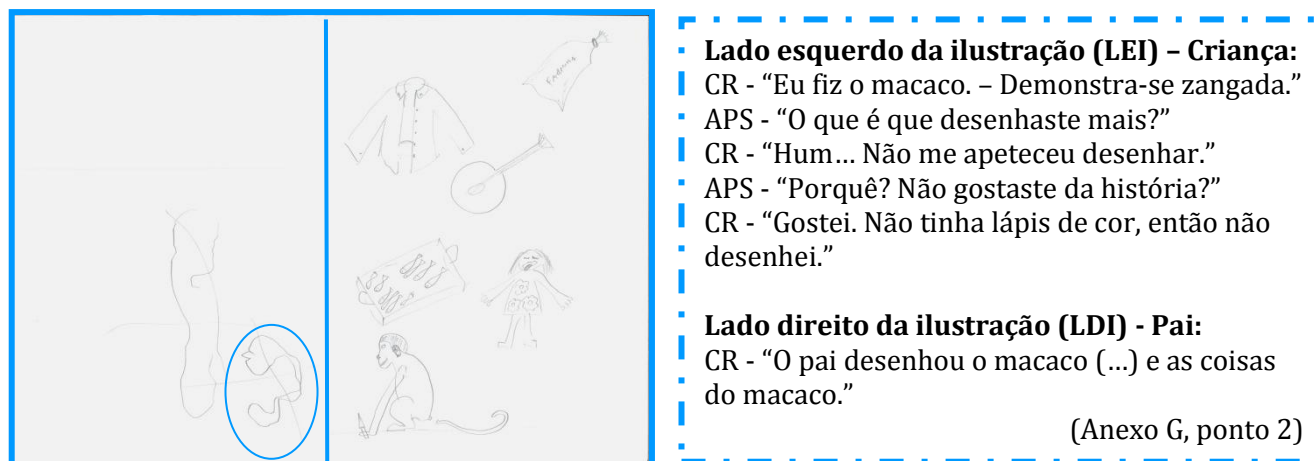 FARINHA
Lado esquerdo da ilustração (LEI) – Criança:
CR - “Eu fiz o macaco. – Demonstra-se zangada.”
APS - “O que é que desenhaste mais?”
CR - “Hum… Não me apeteceu desenhar.”
APS - “Porquê? Não gostaste da história?”
CR - “Gostei. Não tinha lápis de cor, então não
desenhei.”
Lado direito da ilustração (LDI) - Pai:
CR - “O pai desenhou o macaco (…) e as coisas
do macaco.”
(Anexo G, ponto 2)